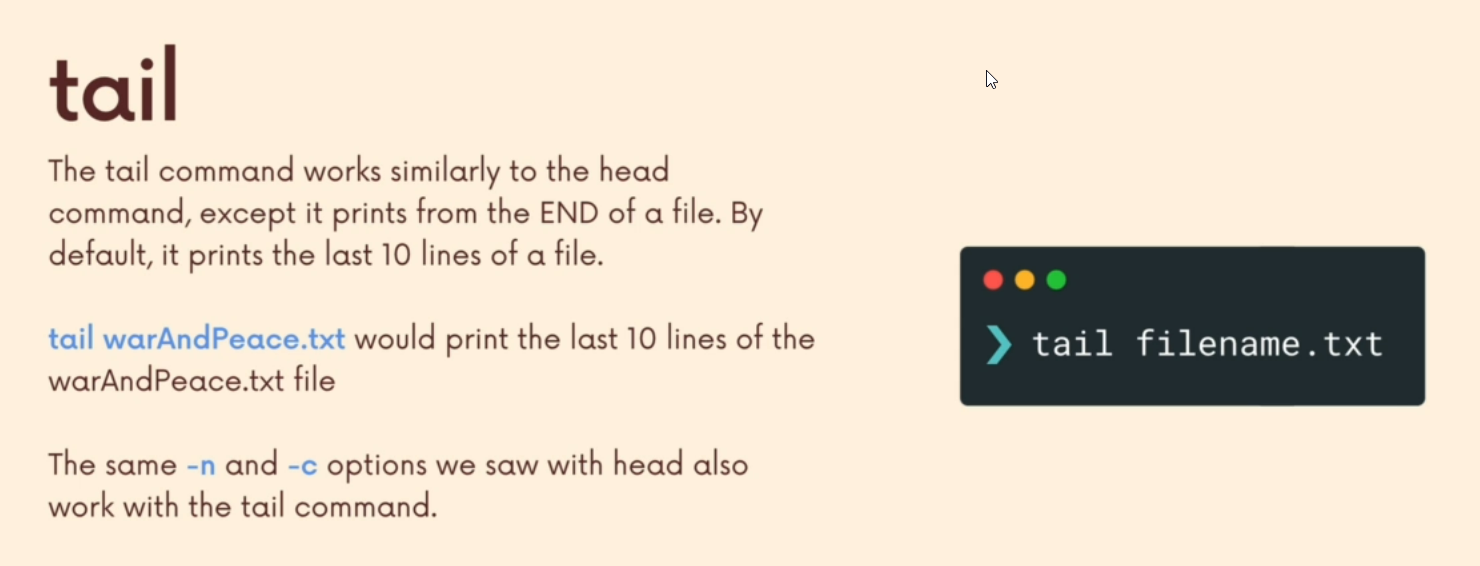 tail
The tail command works similarly to the head
command, except it prints from the END of a file. By
default, it prints the last 10 lines of a file.
tail warAndPeace.txt would print the last 10 lines of the
warAndPeace.txt file
The same -n and -c options we saw with head also
work with the tail command.
❯ tail filename.txt